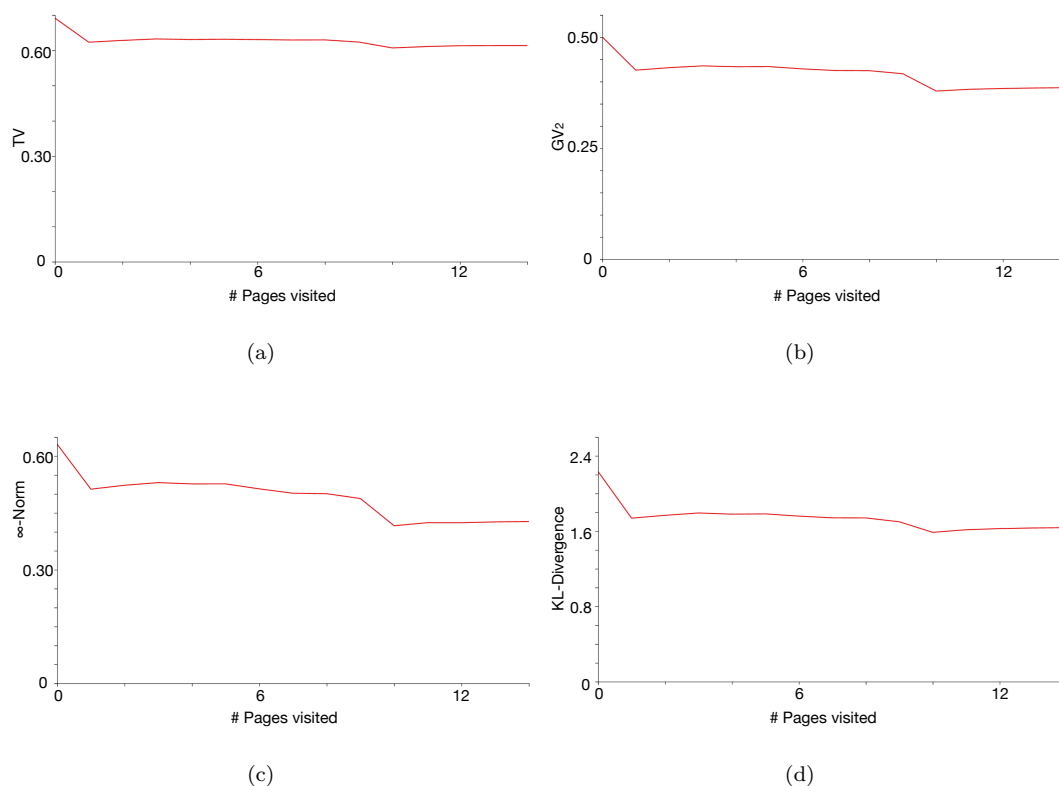 0.60
TV
0.30
0
0
6
12
# Pages visited
(a)
0.50
GV2
0.25
0
0
6
12
# Pages visited
(b)
0.60
∞-Norm
0.30
0
0
6
12
# Pages visited
(c)
2.4
1.6
KL-Divergence
0.8
0
0
6
12
# Pages visited
(d)